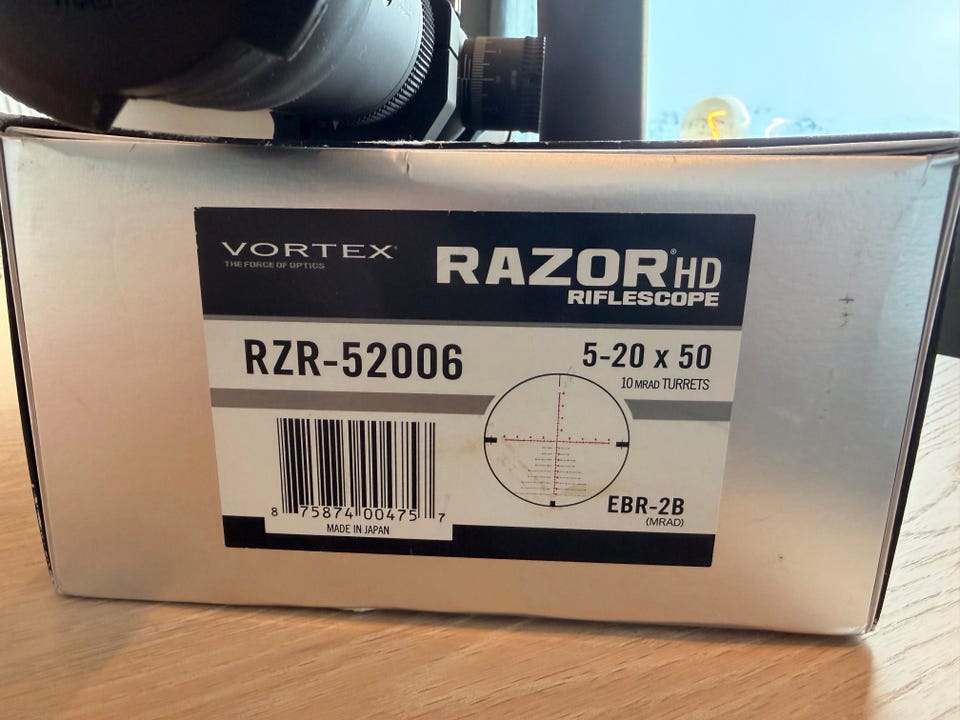 VORTEX®
THE FORCE OF OPTICS
RAZOR® HD
RIFLESCOPE
RZR-52006
5-20 x 50
10 MRAD TURRETS
8 75874 00475 7
MADE IN JAPAN
EBR-2B
(MRAD)